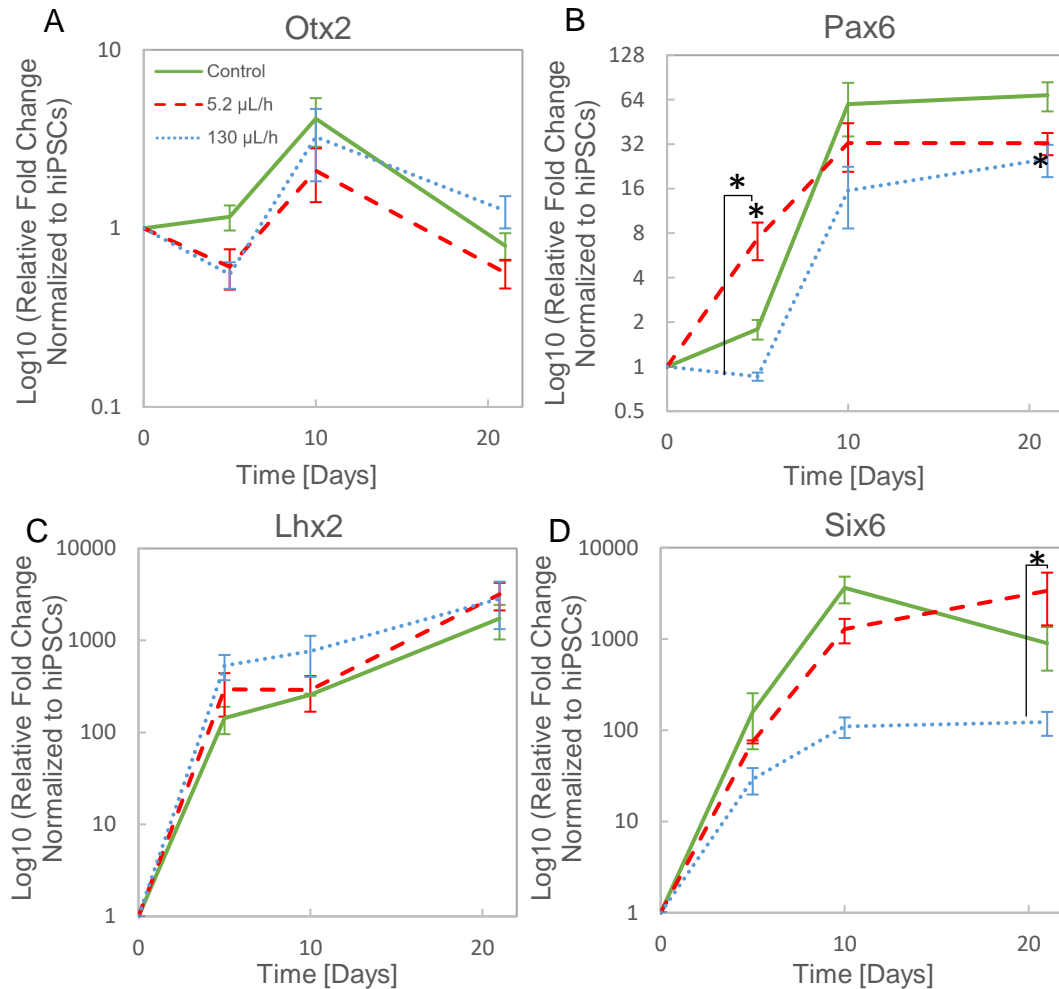 A
Otx2
Log10 (Relative Fold Change
Normalized to hiPSCs)
10
1
0.1
Control
5.2 µL/h
130 µL/h
0
10
20
Time [Days]
B
Pax6
Log10 (Relative Fold Change
Normalized to hiPSCs)
128
64
32
16
8
4
2
1
0.5
*
*
*
0
10
20
Time [Days]
C
Lhx2
Log10 (Relative Fold Change
Normalized to hiPSCs)
10000
1000
100
10
1
0
10
20
Time [Days]
D
Six6
Log10 (Relative Fold Change
Normalized to hiPSCs)
10000
1000
100
10
1
*
0
10
20
Time [Days]